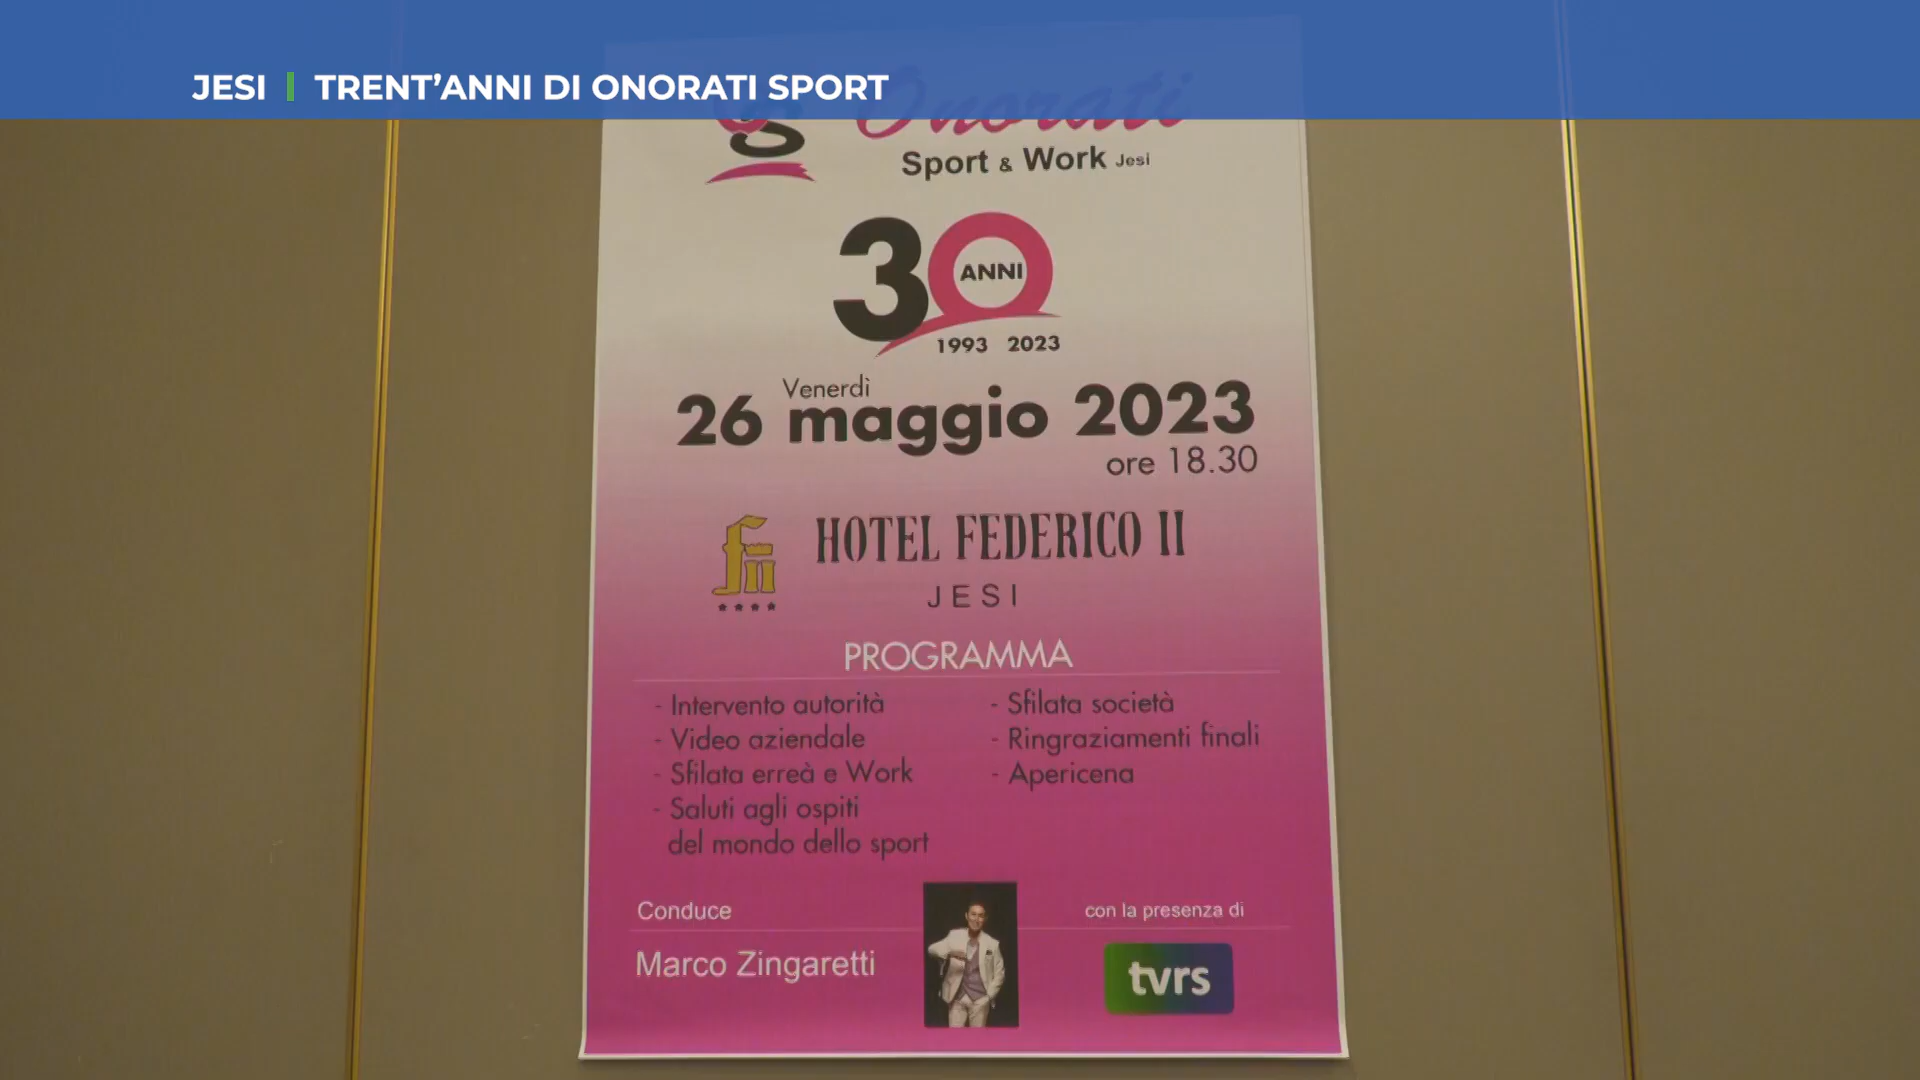 JESI | TRENT'ANNI DI ONORATI SPORT
Onorati
Sport & Work Jesi
30
ANNI
1993 2023
Venerdì
26 maggio 2023
ore 18.30
HOTEL FEDERICO II
JESI
PROGRAMMA
- Intervento autorità
- Video aziendale
- Sfilata erreà e Work
- Saluti agli ospiti
del mondo dello sport
- Sfilata società
- Ringraziamenti finali
- Apericena
Conduce
Marco Zingaretti
con la presenza di
tvrs